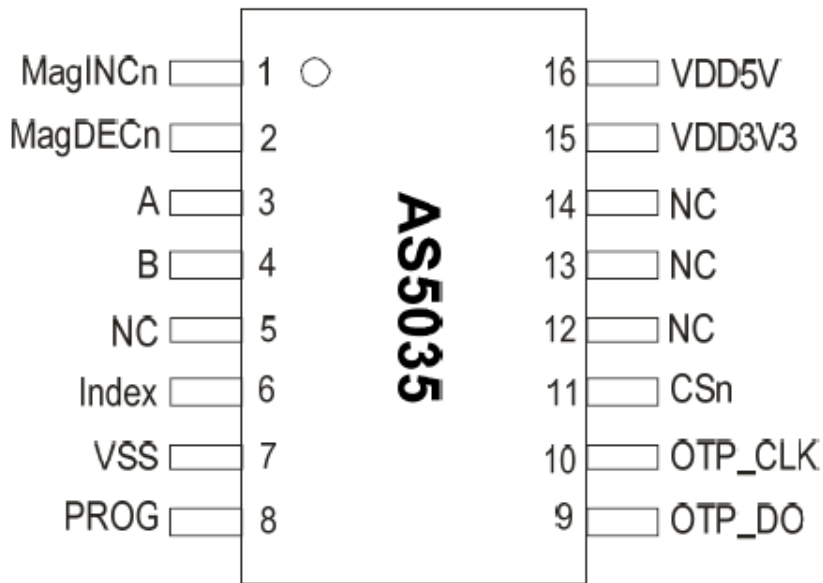 MagINCn 1 16 VDD5V
MagDECn 2 15 VDD3V3
A 3 14 NC
B 4 13 NC
NC 5 12 NC
Index 6 11 CSn
VSS 7 10 OTP_CLK
PROG 8 9 OTP_DO
AS5035